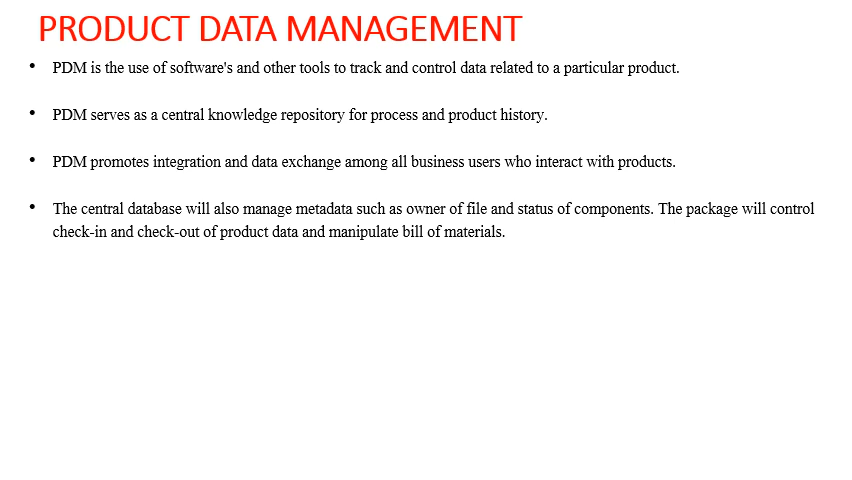 PRODUCT DATA MANAGEMENT
• PDM is the use of software's and other tools to track and control data related to a particular product.
• PDM serves as a central knowledge repository for process and product history.
• PDM promotes integration and data exchange among all business users who interact with products.
• The central database will also manage metadata such as owner of file and status of components. The package will control
check-in and check-out of product data and manipulate bill of materials.